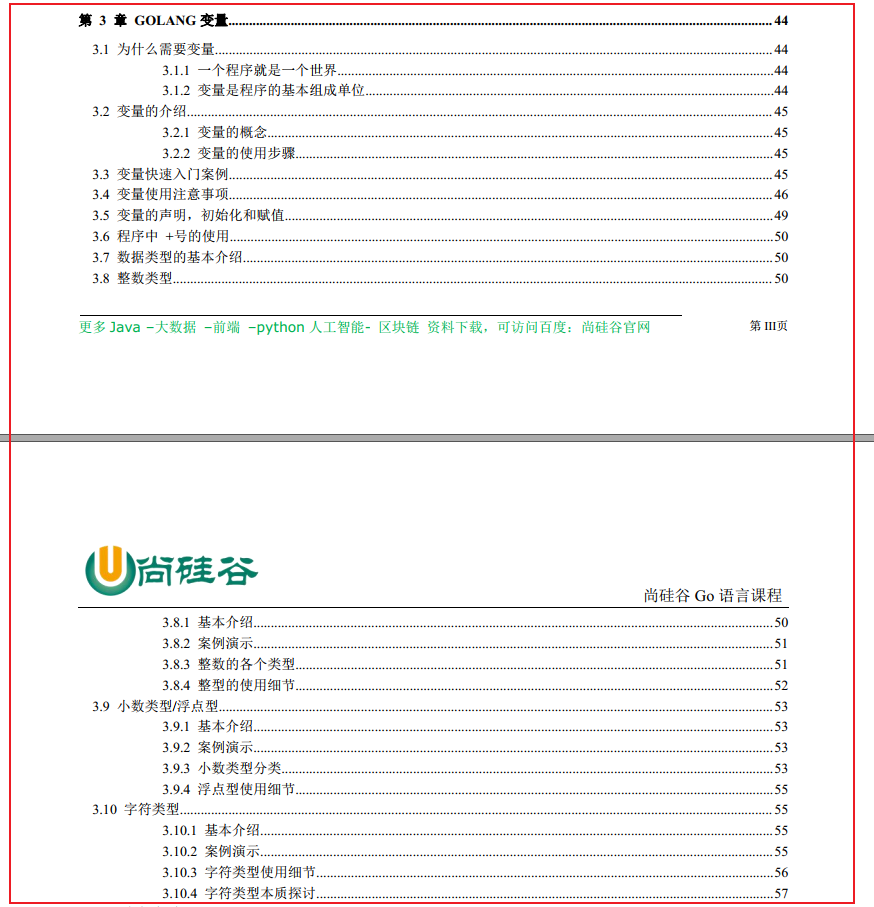 第 3 章 GOLANG 变量........................................44
3.1 为什么需要变量........................................44
3.1.1 一个程序就是一个世界........................................44
3.1.2 变量是程序的基本组成单位........................................44
3.2 变量的介绍........................................45
3.2.1 变量的概念........................................45
3.2.2 变量的使用步骤........................................45
3.3 变量快速入门案例........................................45
3.4 变量使用注意事项........................................46
3.5 变量的声明，初始化和赋值........................................49
3.6 程序中 +号的使用........................................50
3.7 数据类型的基本介绍........................................50
3.8 整数类型........................................50
更多 Java –大数据 –前端 –python 人工智能- 区块链 资料下载，可访问百度：尚硅谷官网 第 III页
尚硅谷
尚硅谷 Go 语言课程
3.8.1 基本介绍........................................50
3.8.2 案例演示........................................51
3.8.3 整数的各个类型........................................51
3.8.4 整型的使用细节........................................52
3.9 小数类型/浮点型........................................53
3.9.1 基本介绍........................................53
3.9.2 案例演示........................................53
3.9.3 小数类型分类........................................53
3.9.4 浮点型使用细节........................................55
3.10 字符类型........................................55
3.10.1 基本介绍........................................55
3.10.2 案例演示........................................55
3.10.3 字符类型使用细节........................................56
3.10.4 字符类型本质探讨........................................57